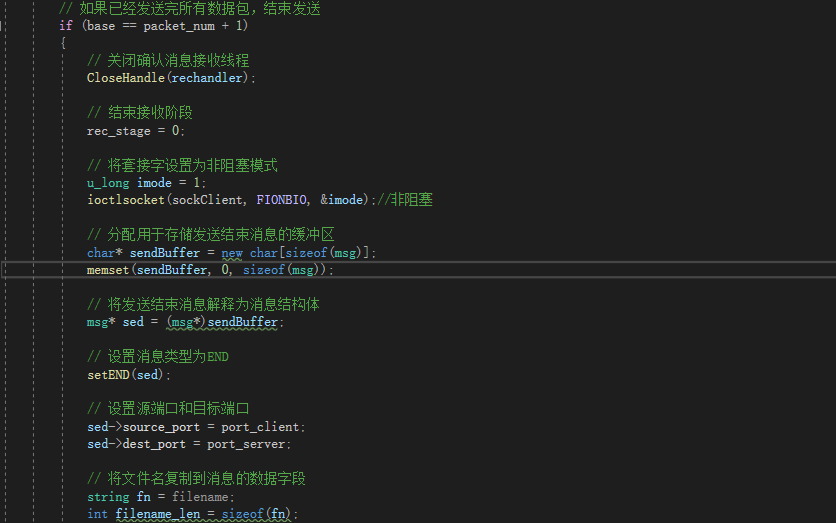 // 如果已经发送完所有数据包，结束发送
if (base == packet_num + 1)
{
// 关闭确认消息接收线程
CloseHandle(rechandler);
// 结束接收阶段
rec_stage = 0;
// 将套接字设置为非阻塞模式
u_long imode = 1;
ioctlsocket(sockClient, FIONBIO, &imode);//非阻塞
// 分配用于存储发送结束消息的缓冲区
char* sendBuffer = new char[sizeof(msg)];
memset(sendBuffer, 0, sizeof(msg));
// 将发送结束消息解释为消息结构体
msg* sed = (msg*)sendBuffer;
// 设置消息类型为END
setEND(sed);
// 设置源端口和目标端口
sed->source_port = port_client;
sed->dest_port = port_server;
// 将文件名复制到消息的数据字段
string fn = filename;
int filename_len = sizeof(fn);